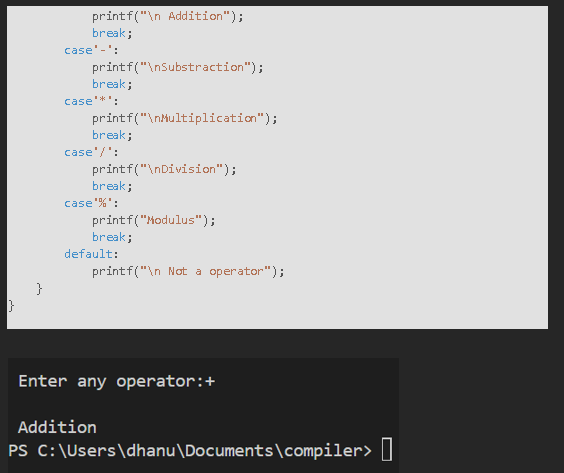 printf("\n Addition");
break;
case'-':
printf("\nSubstraction");
break;
case'*':
printf("\nMultiplication");
break;
case'/':
printf("\nDivision");
break;
case'%':
printf("Modulus");
break;
default:
printf("\n Not a operator");
}
}
Enter any operator:+
Addition
PS C:\Users\dhanu\Documents\compiler>